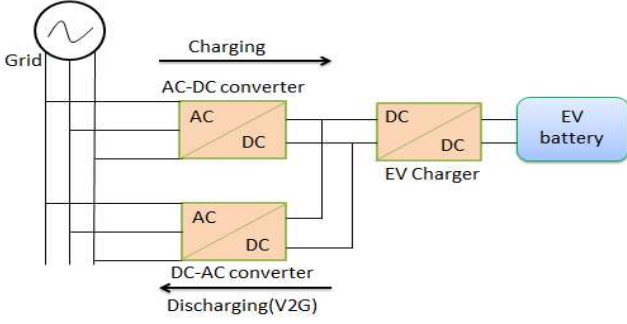 Charging
Grid
AC-DC converter
AC
DC
DC
DC
EV Charger
EV
battery
AC
DC
DC-AC converter
Discharging(V2G)